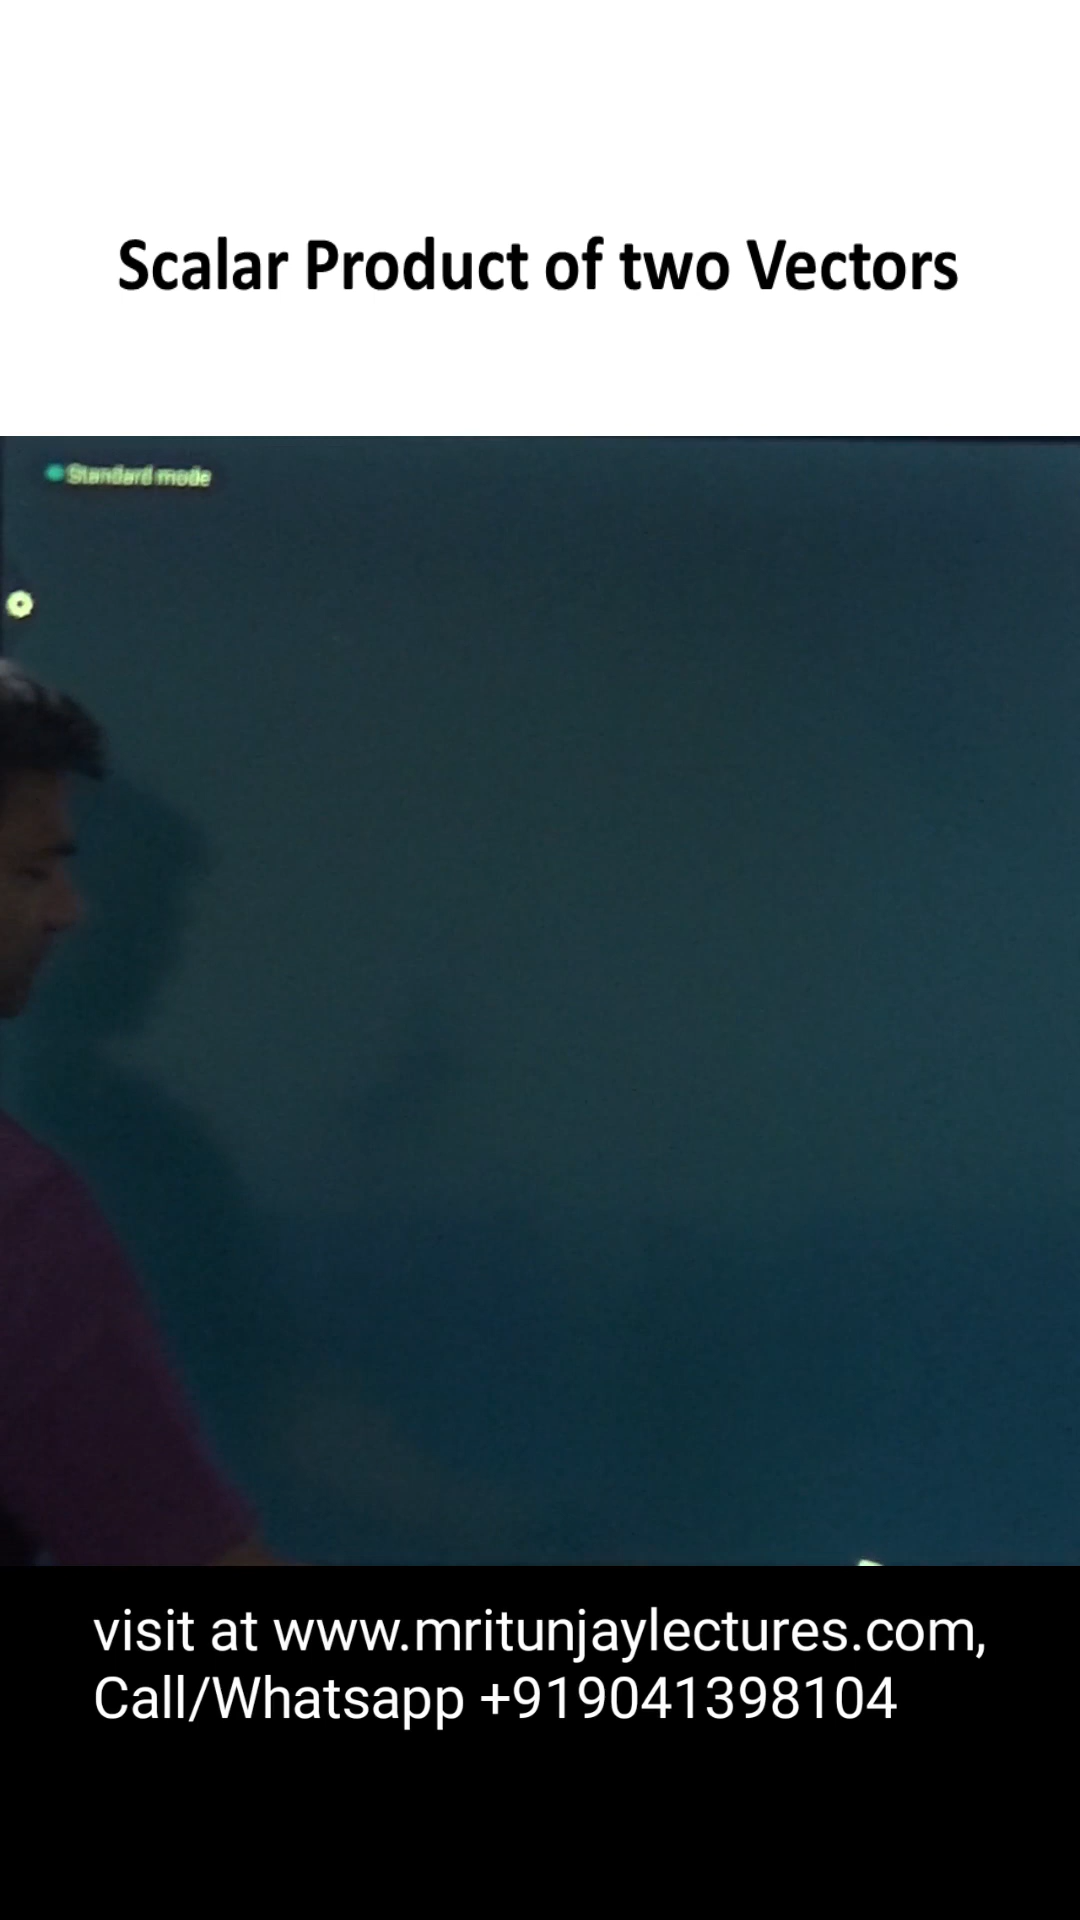 Scalar Product of two Vectors
Standard mode
visit at www.mritunjaylectures.com,
Call/Whatsapp +919041398104